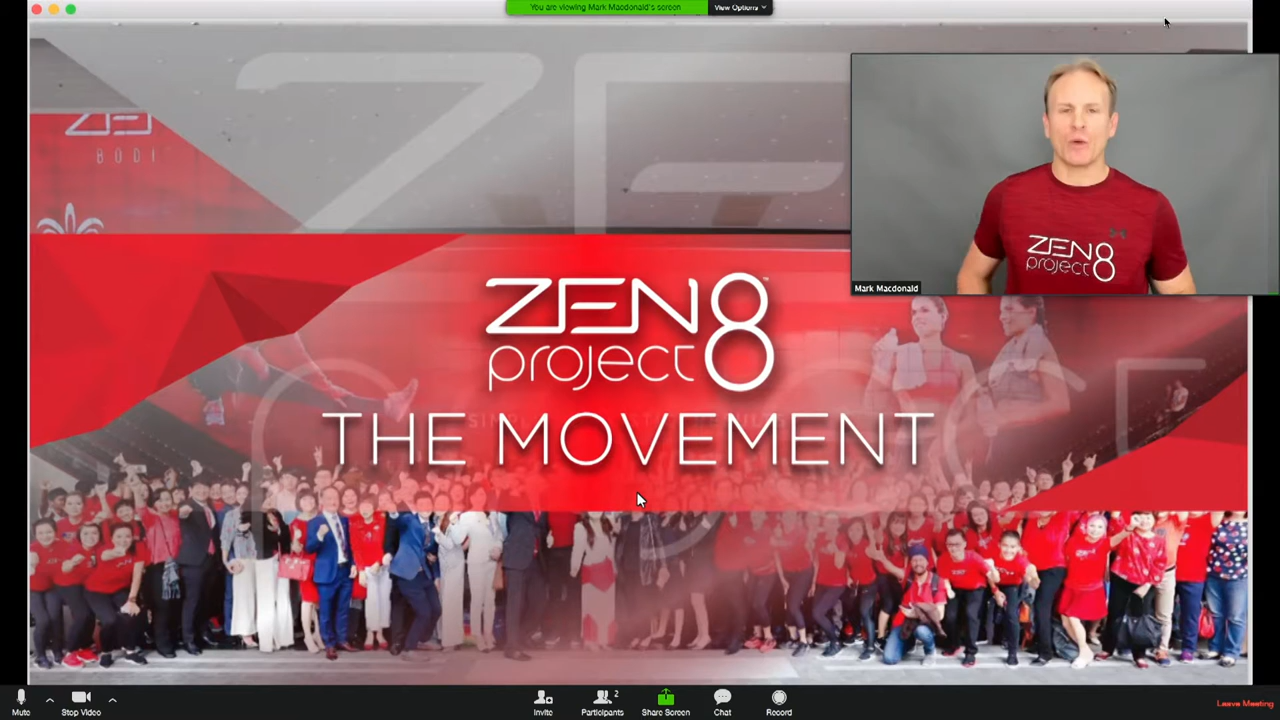 You are viewing Mark Macdonald's screen
View Options
ZEN
BODI
ZEN8
project
™
THE MOVEMENT
ZEN8
project
Mark Macdonald
Mute
Stop Video
Invite
Participants
2
Share Screen
Chat
Record
Leave Meeting